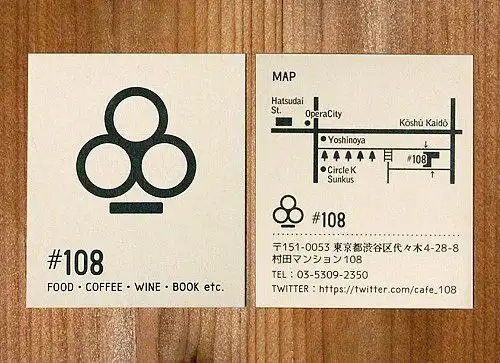 #108
FOOD・COFFEE・WINE・BOOK etc.
MAP
Hatsudai
St.
OperaCity
Kōshū Kaidō
Yoshinoya
#108
Circle K
Sunkus
#108
〒151-0053 東京都渋谷区代々木4-28-8
村田マンション108
TEL：03-5309-2350
TWITTER：https://twitter.com/cafe_108